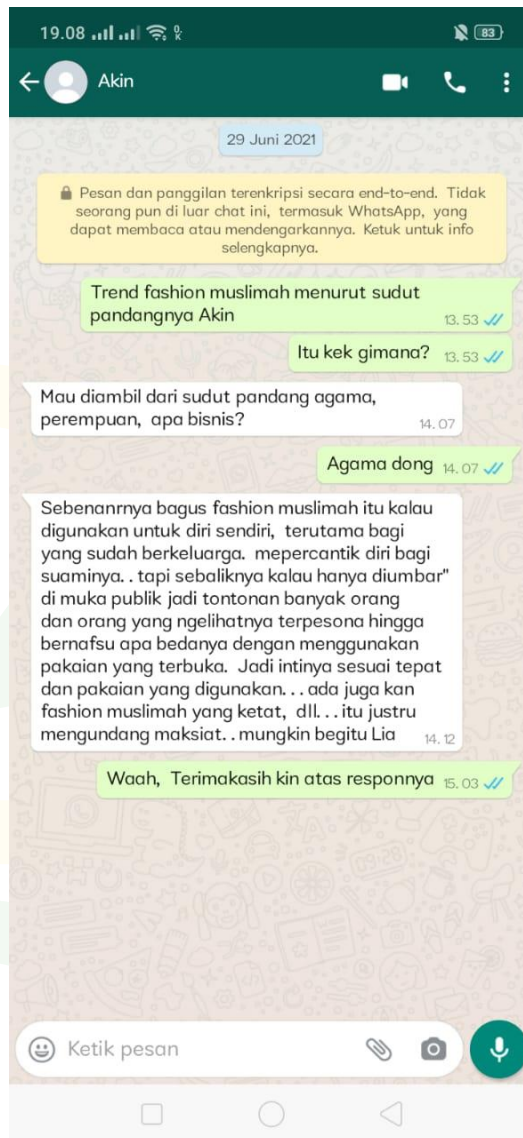 19.08
83
Akin
29 Juni 2021
Pesan dan panggilan terenkripsi secara end-to-end. Tidak
seorang pun di luar chat ini, termasuk WhatsApp, yang
dapat membaca atau mendengarkannya. Ketuk untuk info
selengkapnya.
Trend fashion muslimah menurut sudut
pandangnya Akin
13.53
Itu kek gimana? 13.53
Mau diambil dari sudut pandang agama,
perempuan, apa bisnis?
14.07
Agama dong 14.07
Sebenanrnya bagus fashion muslimah itu kalau
digunakan untuk diri sendiri, terutama bagi
yang sudah berkeluarga. mepercantik diri bagi
suaminya. . tapi sebaliknya kalau hanya diumbar"
di muka publik jadi tontonan banyak orang
dan orang yang ngelihatnya terpesona hingga
bernafsu apa bedanya dengan menggunakan
pakaian yang terbuka. Jadi intinya sesuai tepat
dan pakaian yang digunakan. . . ada juga kan
fashion muslimah yang ketat, dll. . . itu justru
mengundang maksiat. . mungkin begitu Lia
14.12
Waah, Terimakasih kin atas responnya 15.03
Ketik pesan